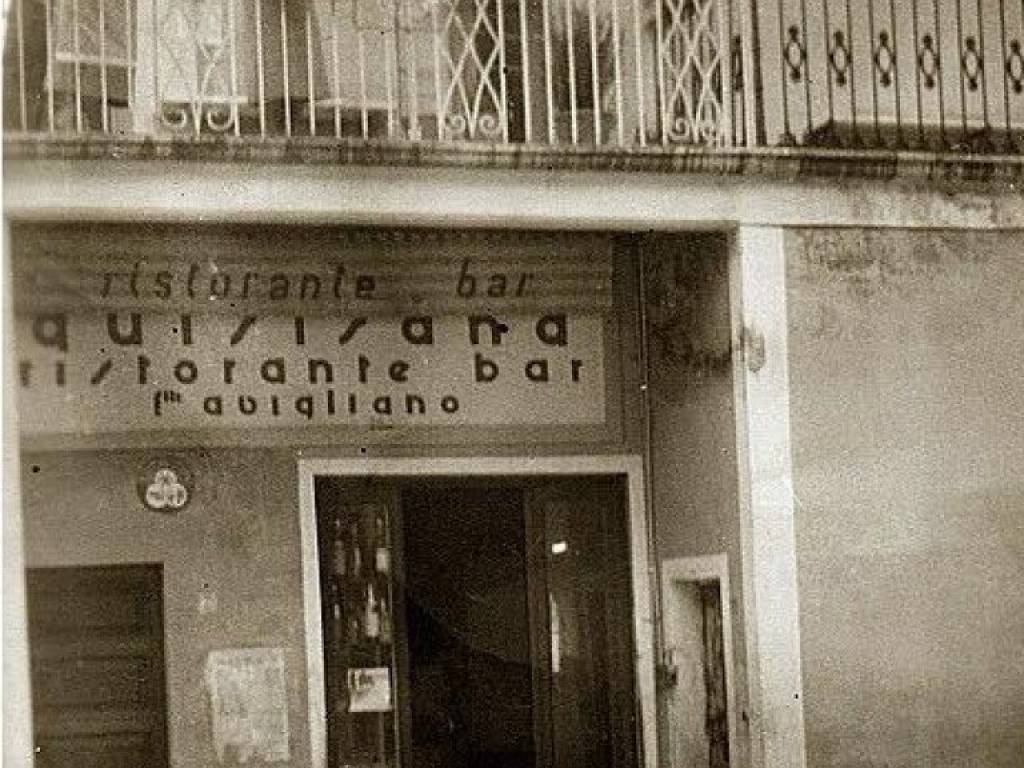 ristorante bar
quisisana
ristorante bar
f.lli avigliano